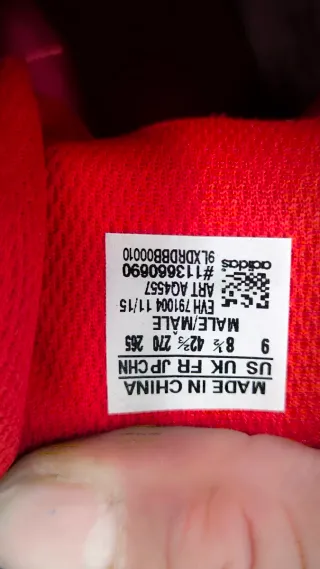 MADE IN CHINA
US UK FR JP CHN
9 8½ 42⅔ 270 265
MALE/MALE
EVH 791004 11/15
ART AQ4557
#113660690
9LXDRDBB00010
adidas